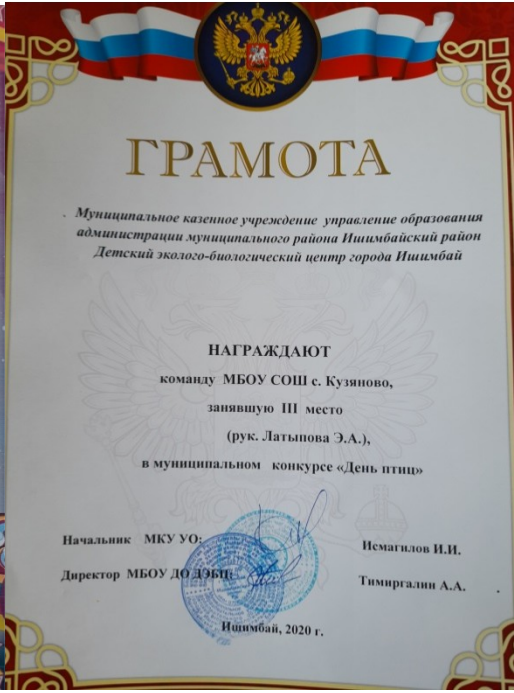 ГРАМОТА
Муниципальное казенное учреждение управление образования
администрации муниципального района Ишимбайский район
Детский эколого-биологический центр города Ишимбай
НАГРАЖДАЮТ
команду МБОУ СОШ с. Кузяново,
занявшую III место
(рук. Латыпова Э.А.),
в муниципальном конкурсе «День птиц»
Начальник МКУ УО: Исмагилов И.И.
Директор МБОУ ДО ДЭБЦ: Тимиргалин А.А.
Ишимбай, 2020 г.